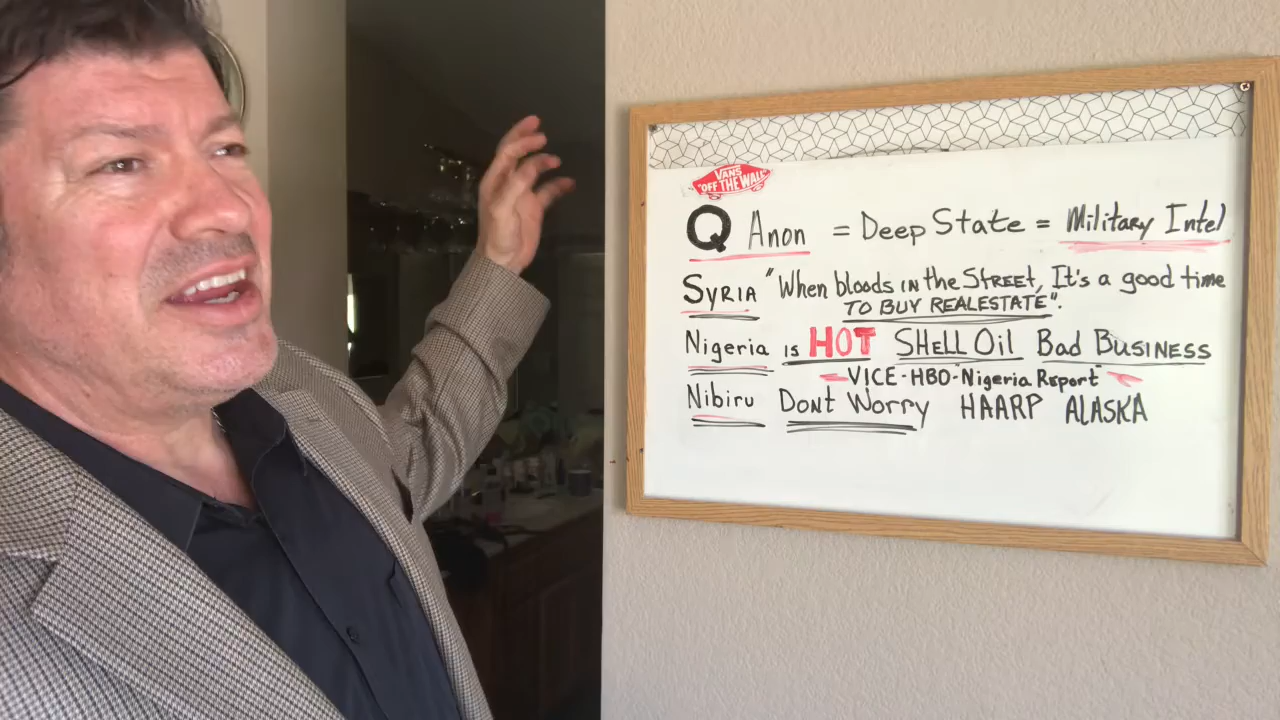 VANS
"OFF THE WALL"
Q Anon = Deep State = Military Intel
SYRIA "When bloods IN the STREET, It's a good time
TO BUY REALESTATE".
Nigeria IS HOT SHELL Oil Bad BUSINESS
VICE-HBO-Nigeria Report
Nibiru Dont Worry HAARP ALASKA